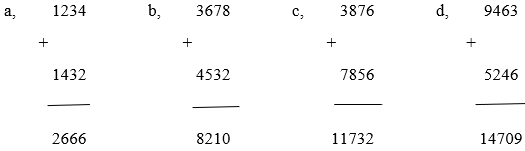 a, 1234 b, 3678 c, 3876 d, 9463
+ + + +
1432 4532 7856 5246
2666 8210 11732 14709